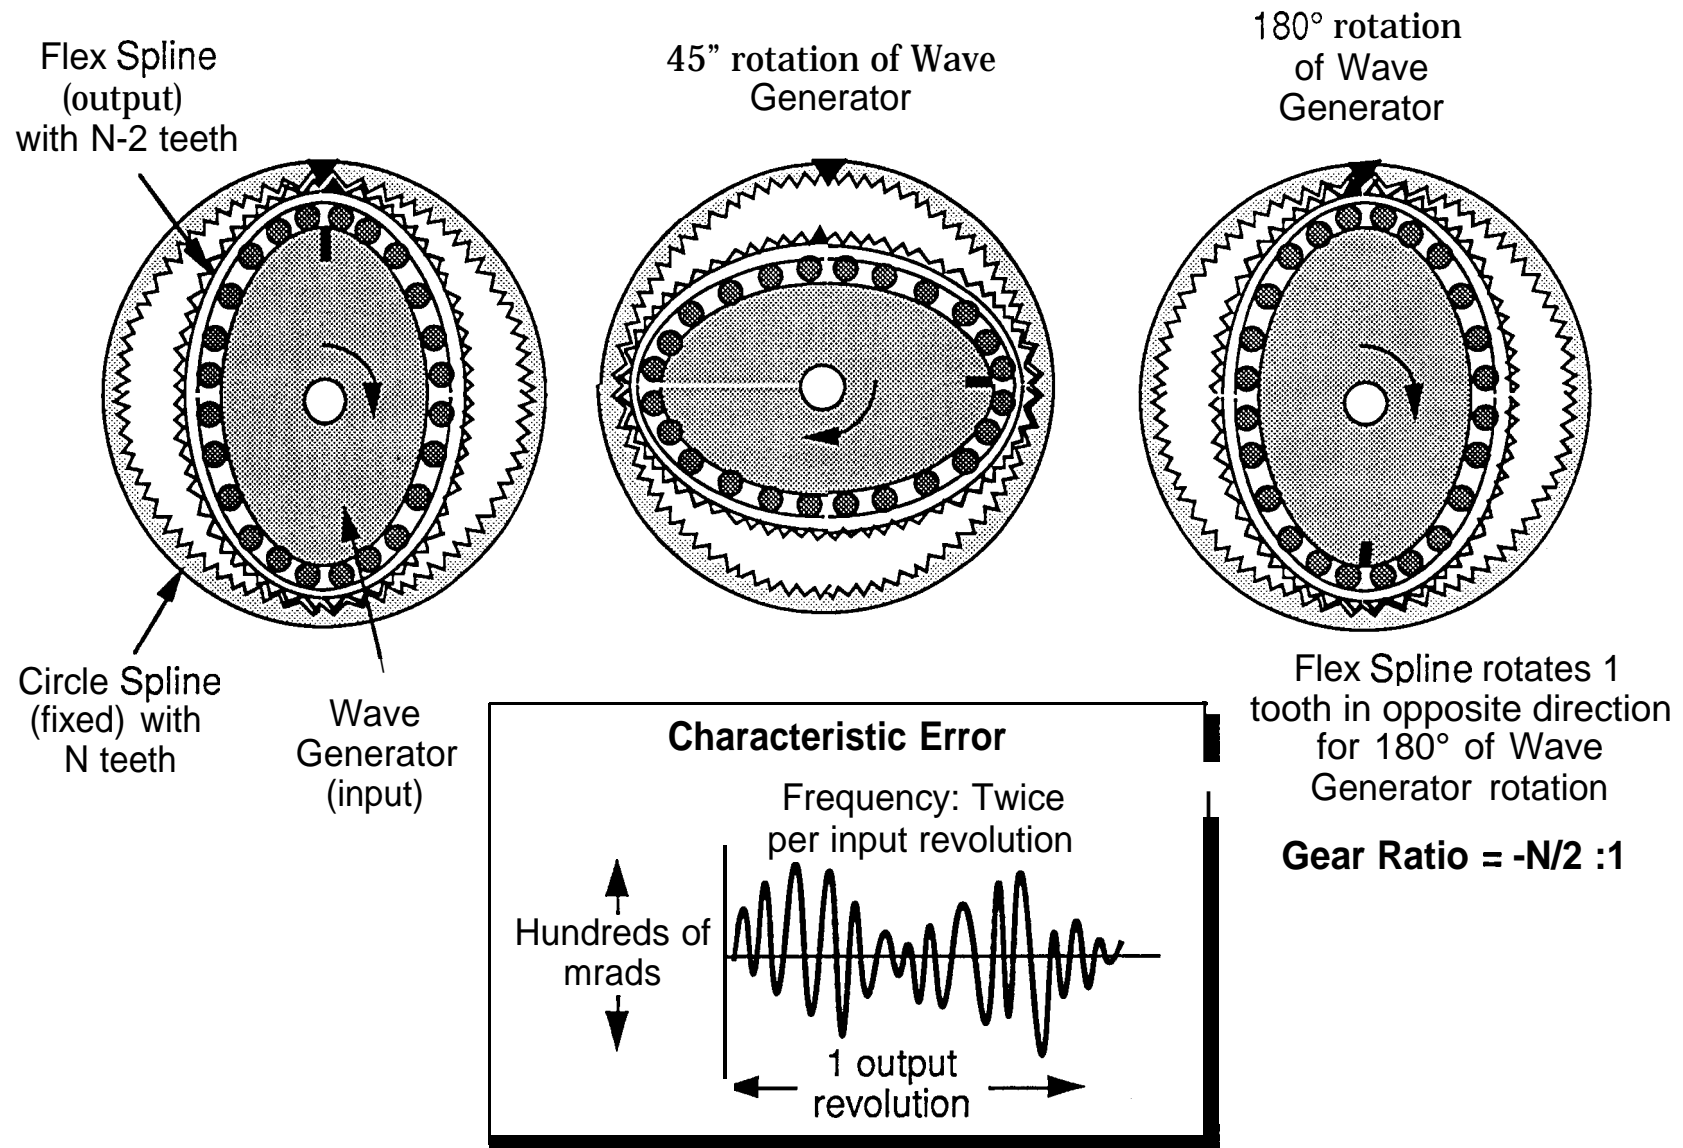 Flex Spline
(output)
with N-2 teeth
45” rotation of Wave
Generator
180° rotation
of Wave
Generator
Circle Spline
(fixed) with
N teeth
Wave
Generator
(input)
Flex Spline rotates 1
tooth in opposite direction
for 180° of Wave
Generator rotation
Gear Ratio = -N/2 :1
Characteristic Error
Frequency: Twice
per input revolution
Hundreds of
mrads
1 output
revolution